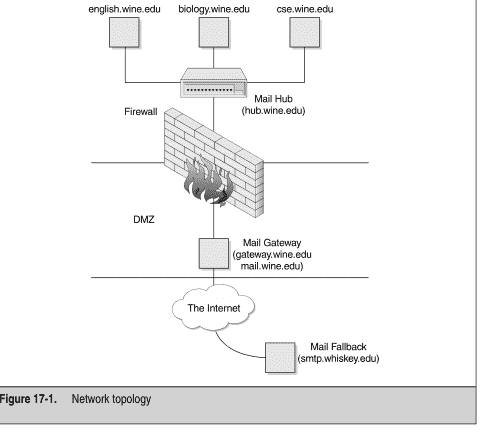 english.wine.edu
biology.wine.edu
cse.wine.edu
Mail Hub
(hub.wine.edu)
Firewall
DMZ
Mail Gateway
(gateway.wine.edu
mail.wine.edu)
The Internet
Mail Fallback
(smtp.whiskey.edu)
Figure 17-1. Network topology